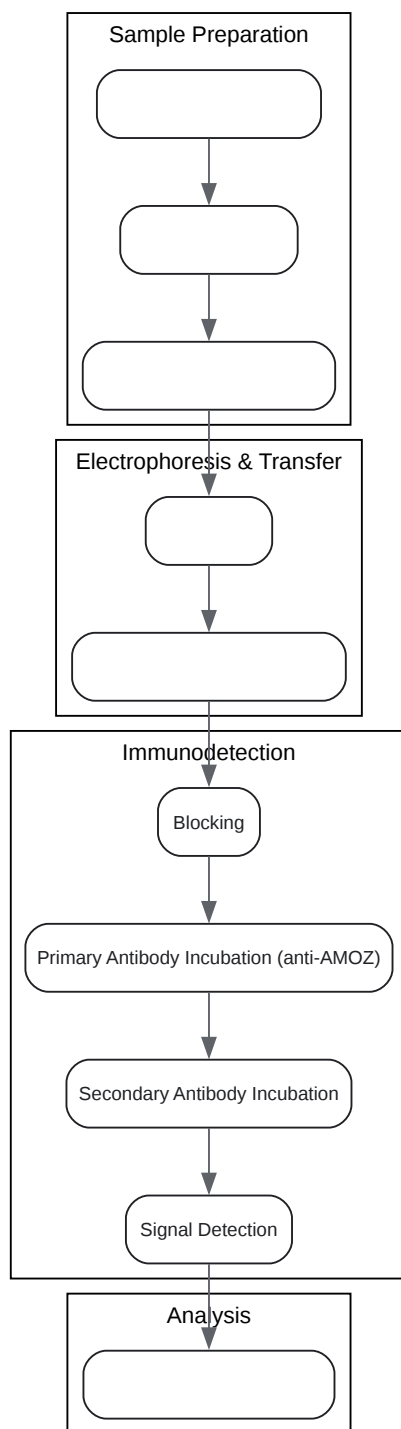 Sample Preparation
Electrophoresis & Transfer
Immunodetection
Blocking
Primary Antibody Incubation (anti-AMOZ)
Secondary Antibody Incubation
Signal Detection
Analysis